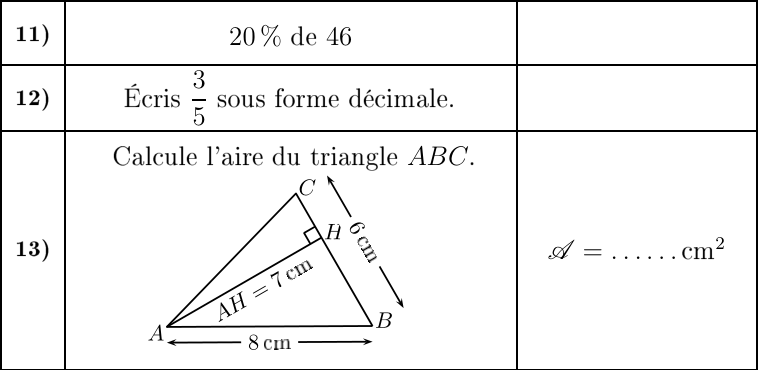 11) 20 % de 46
12) Écris 3/5 sous forme décimale.
Calcule l'aire du triangle ABC.
C
H
6 cm
13)
𝒜 = . . . . . . cm²
AH = 7 cm
A
B
8 cm